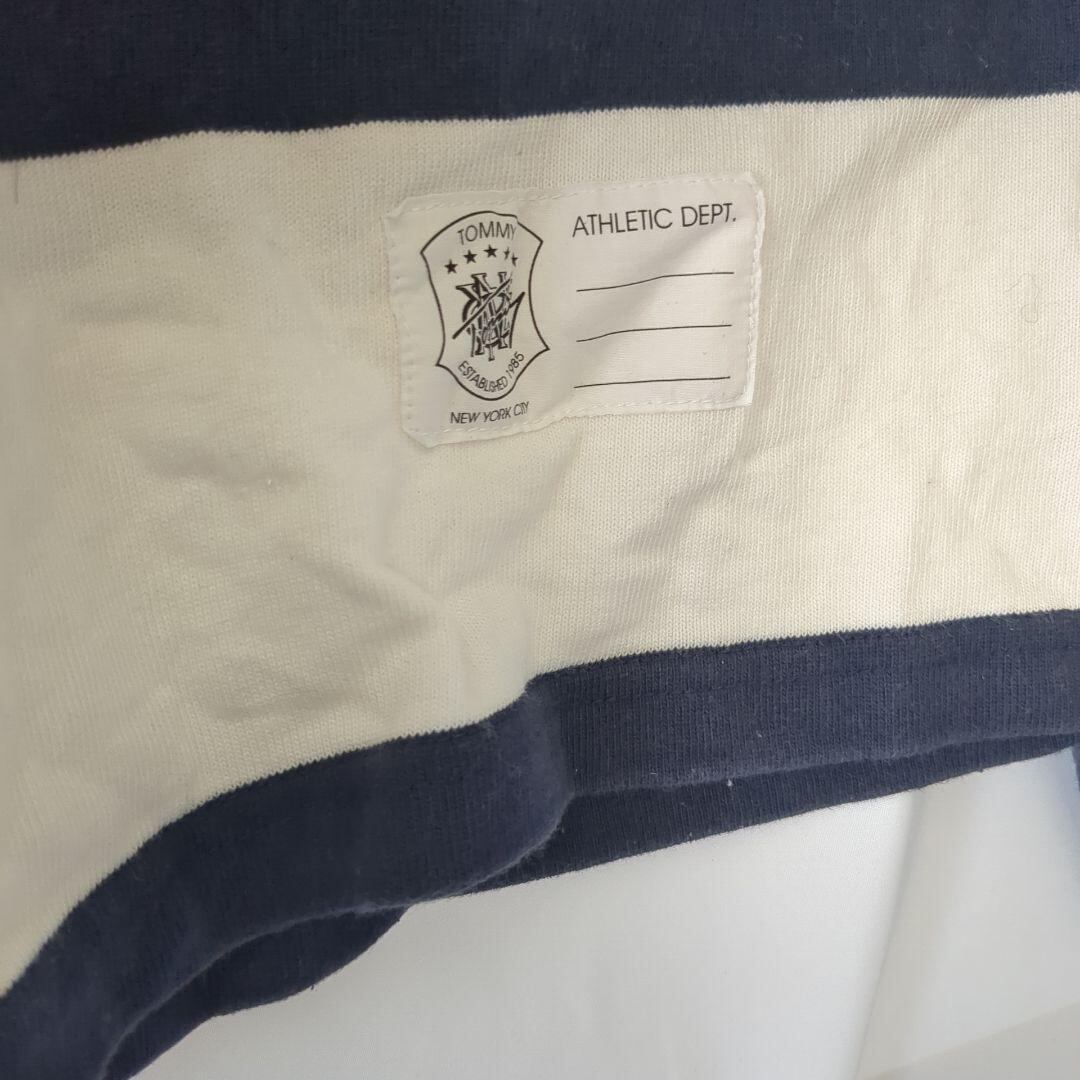 TOMMY
ESTABLISHED 1985
NEW YORK CITY
ATHLETIC DEPT.